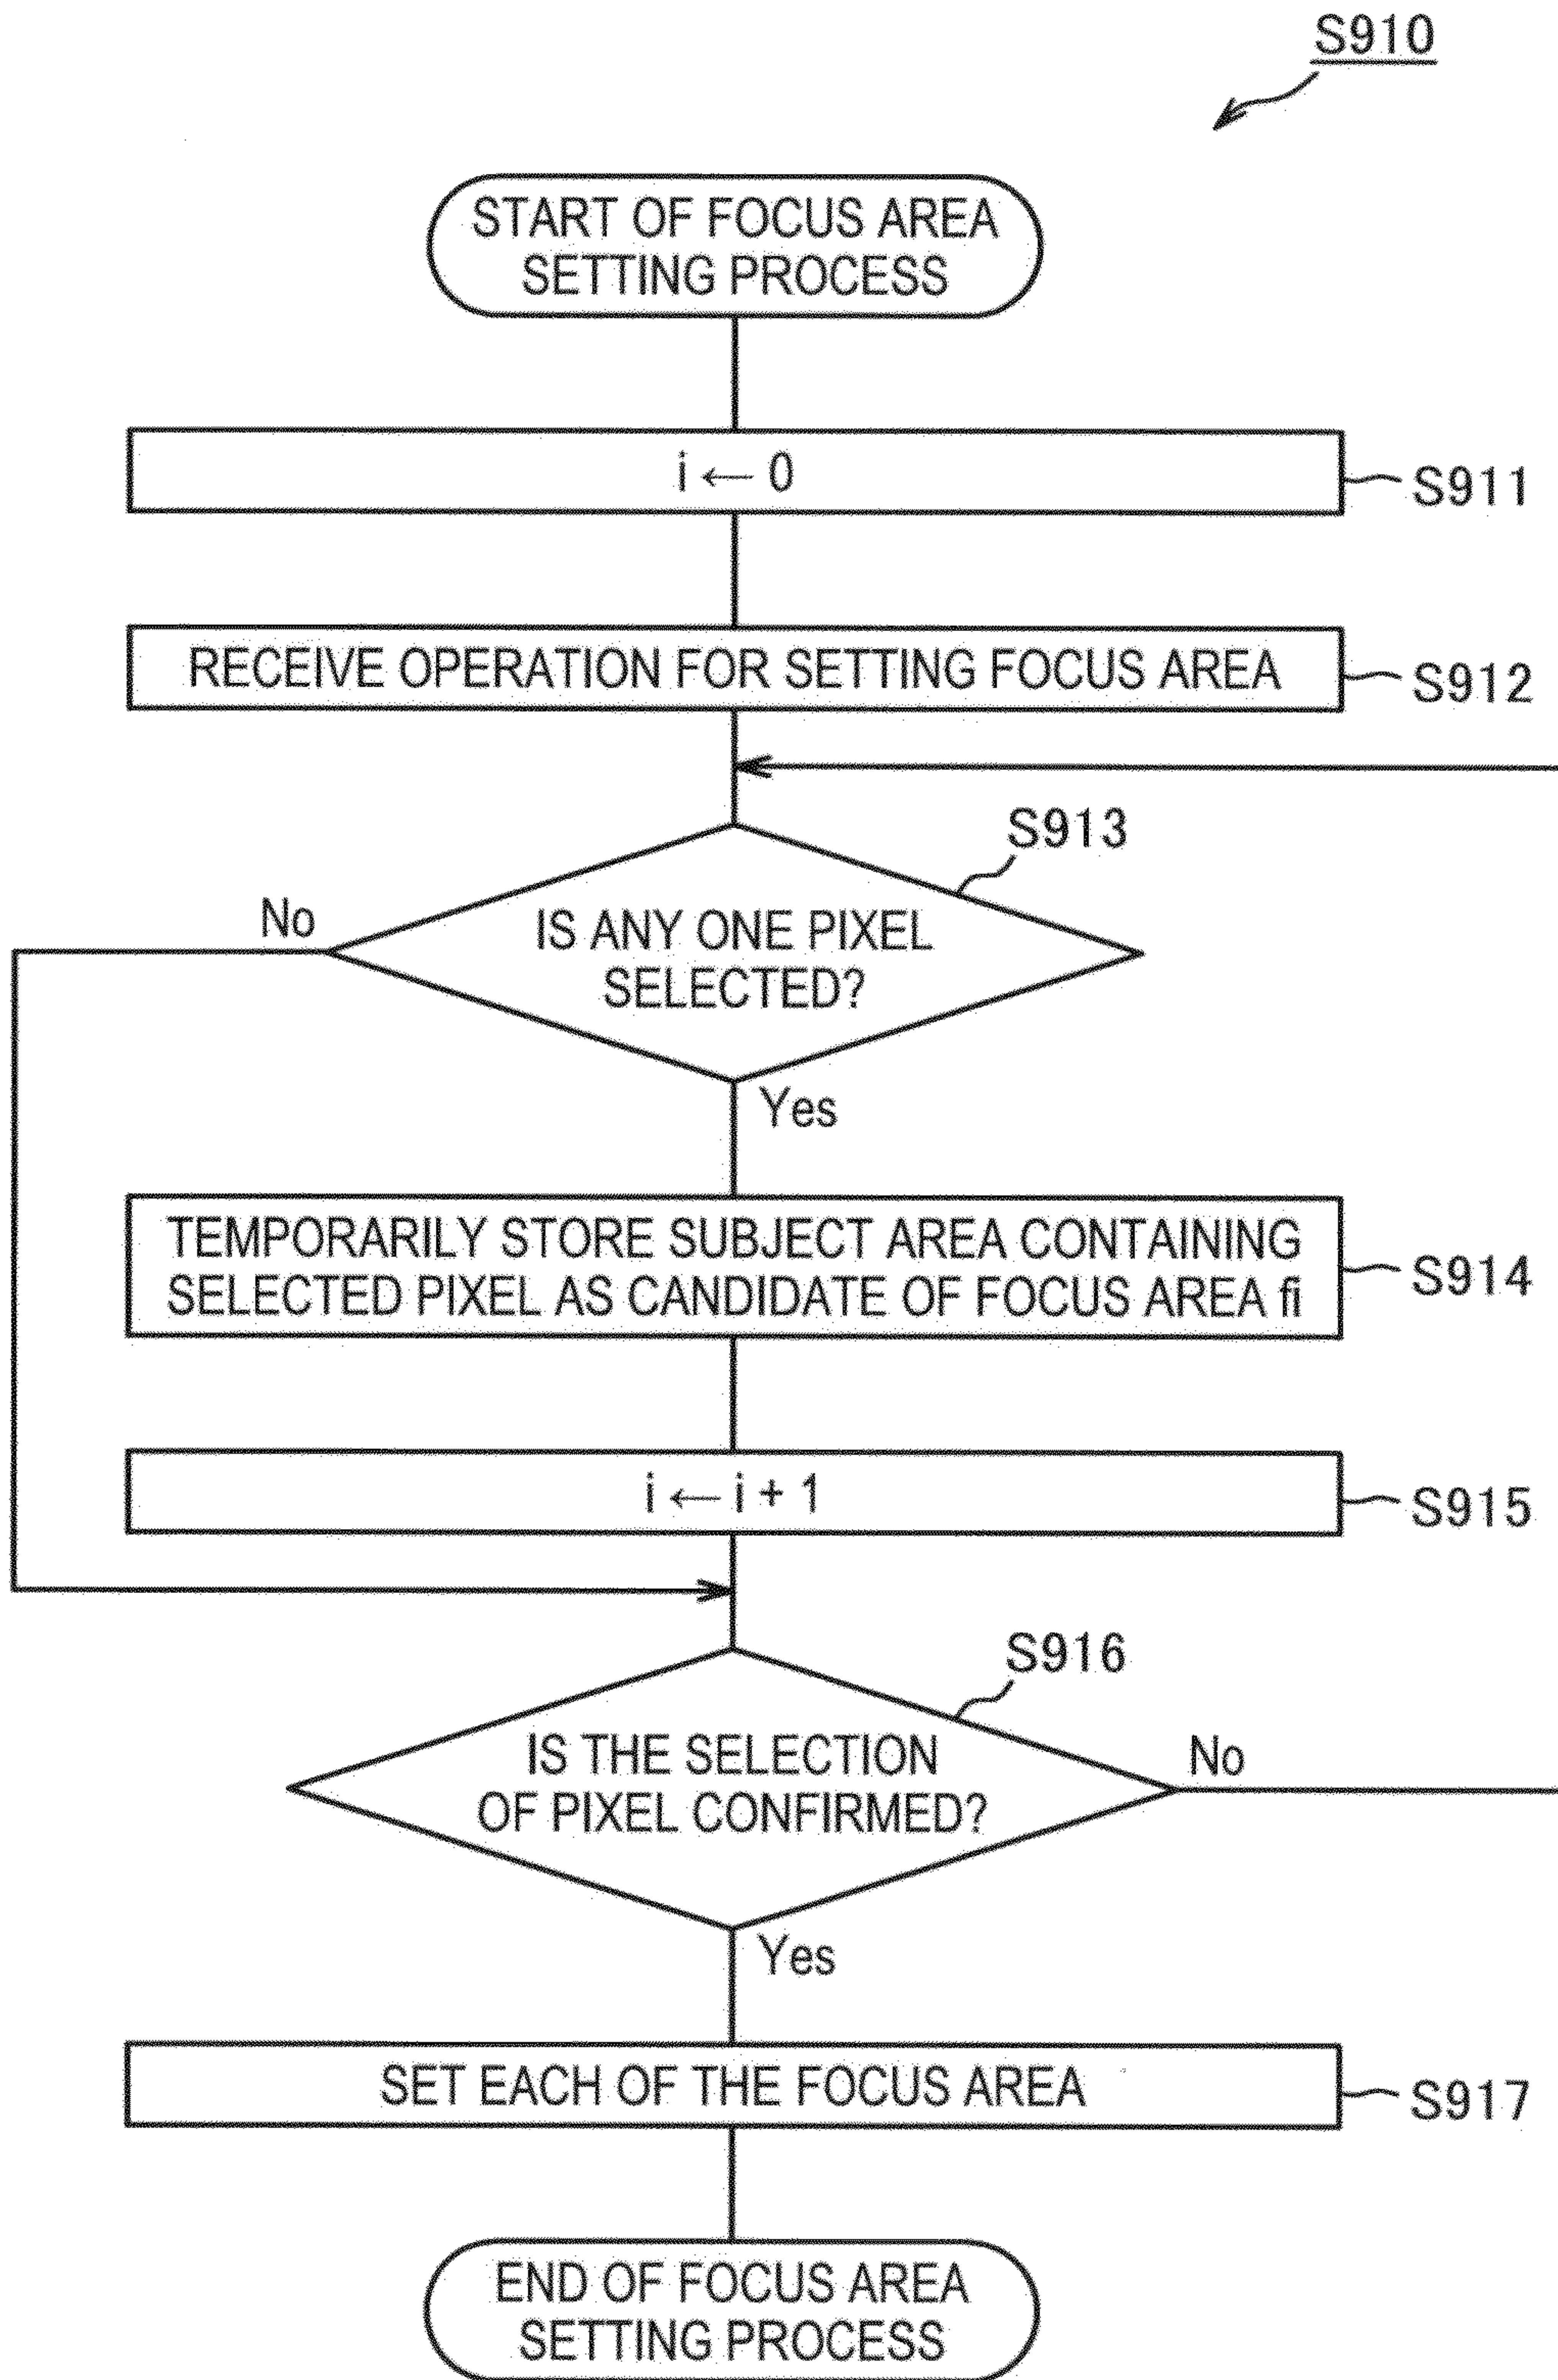 S910
START OF FOCUS AREA
SETTING PROCESS
i ← 0
S911
RECEIVE OPERATION FOR SETTING FOCUS AREA
S912
S913
No
IS ANY ONE PIXEL
SELECTED?
Yes
TEMPORARILY STORE SUBJECT AREA CONTAINING
SELECTED PIXEL AS CANDIDATE OF FOCUS AREA fi
S914
i ← i + 1
S915
S916
IS THE SELECTION
OF PIXEL CONFIRMED?
No
Yes
SET EACH OF THE FOCUS AREA
S917
END OF FOCUS AREA
SETTING PROCESS